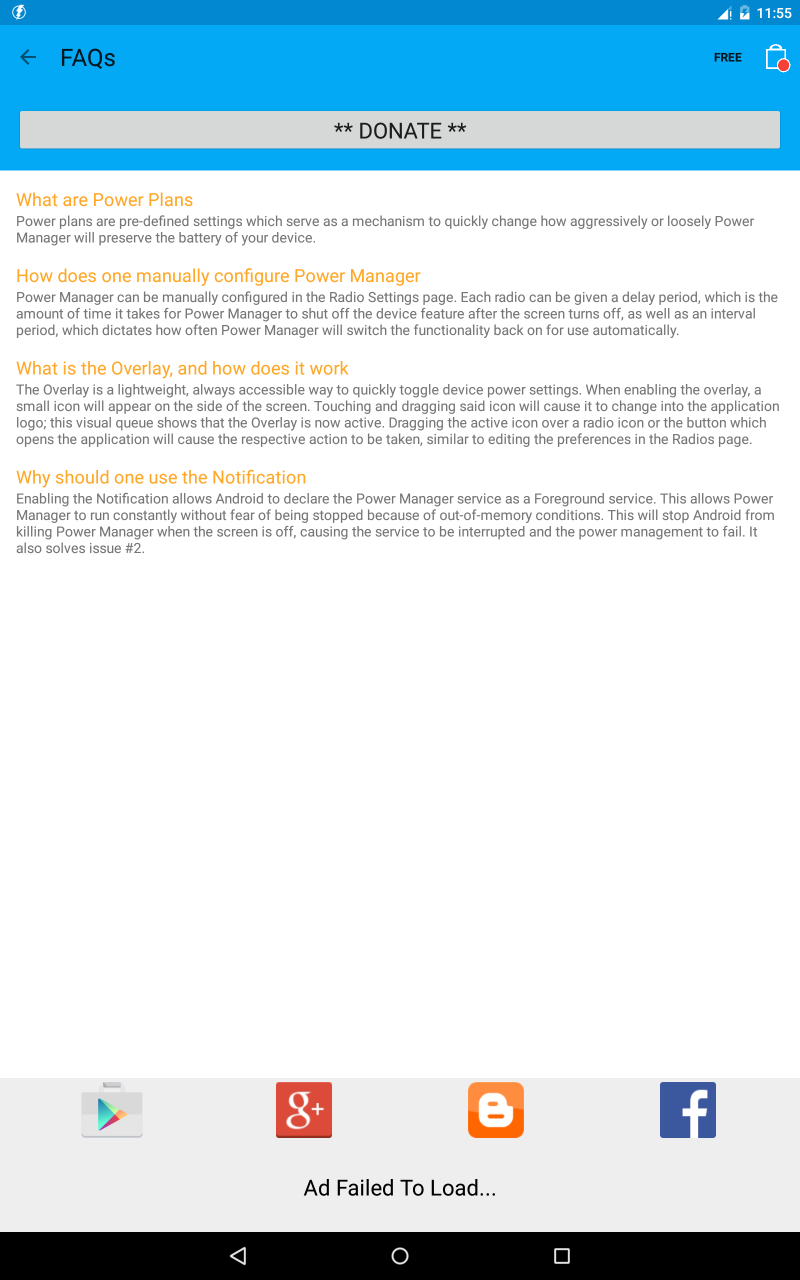 11:55
FAQs
FREE
** DONATE **
What are Power Plans
Power plans are pre-defined settings which serve as a mechanism to quickly change how aggressively or loosely Power
Manager will preserve the battery of your device.
How does one manually configure Power Manager
Power Manager can be manually configured in the Radio Settings page. Each radio can be given a delay period, which is the
amount of time it takes for Power Manager to shut off the device feature after the screen turns off, as well as an interval
period, which dictates how often Power Manager will switch the functionality back on for use automatically.
What is the Overlay, and how does it work
The Overlay is a lightweight, always accessible way to quickly toggle device power settings. When enabling the overlay, a
small icon will appear on the side of the screen. Touching and dragging said icon will cause it to change into the application
logo; this visual queue shows that the Overlay is now active. Dragging the active icon over a radio icon or the button which
opens the application will cause the respective action to be taken, similar to editing the preferences in the Radios page.
Why should one use the Notification
Enabling the Notification allows Android to declare the Power Manager service as a Foreground service. This allows Power
Manager to run constantly without fear of being stopped because of out-of-memory conditions. This will stop Android from
killing Power Manager when the screen is off, causing the service to be interrupted and the power management to fail. It
also solves issue #2.
g+
Ad Failed To Load...